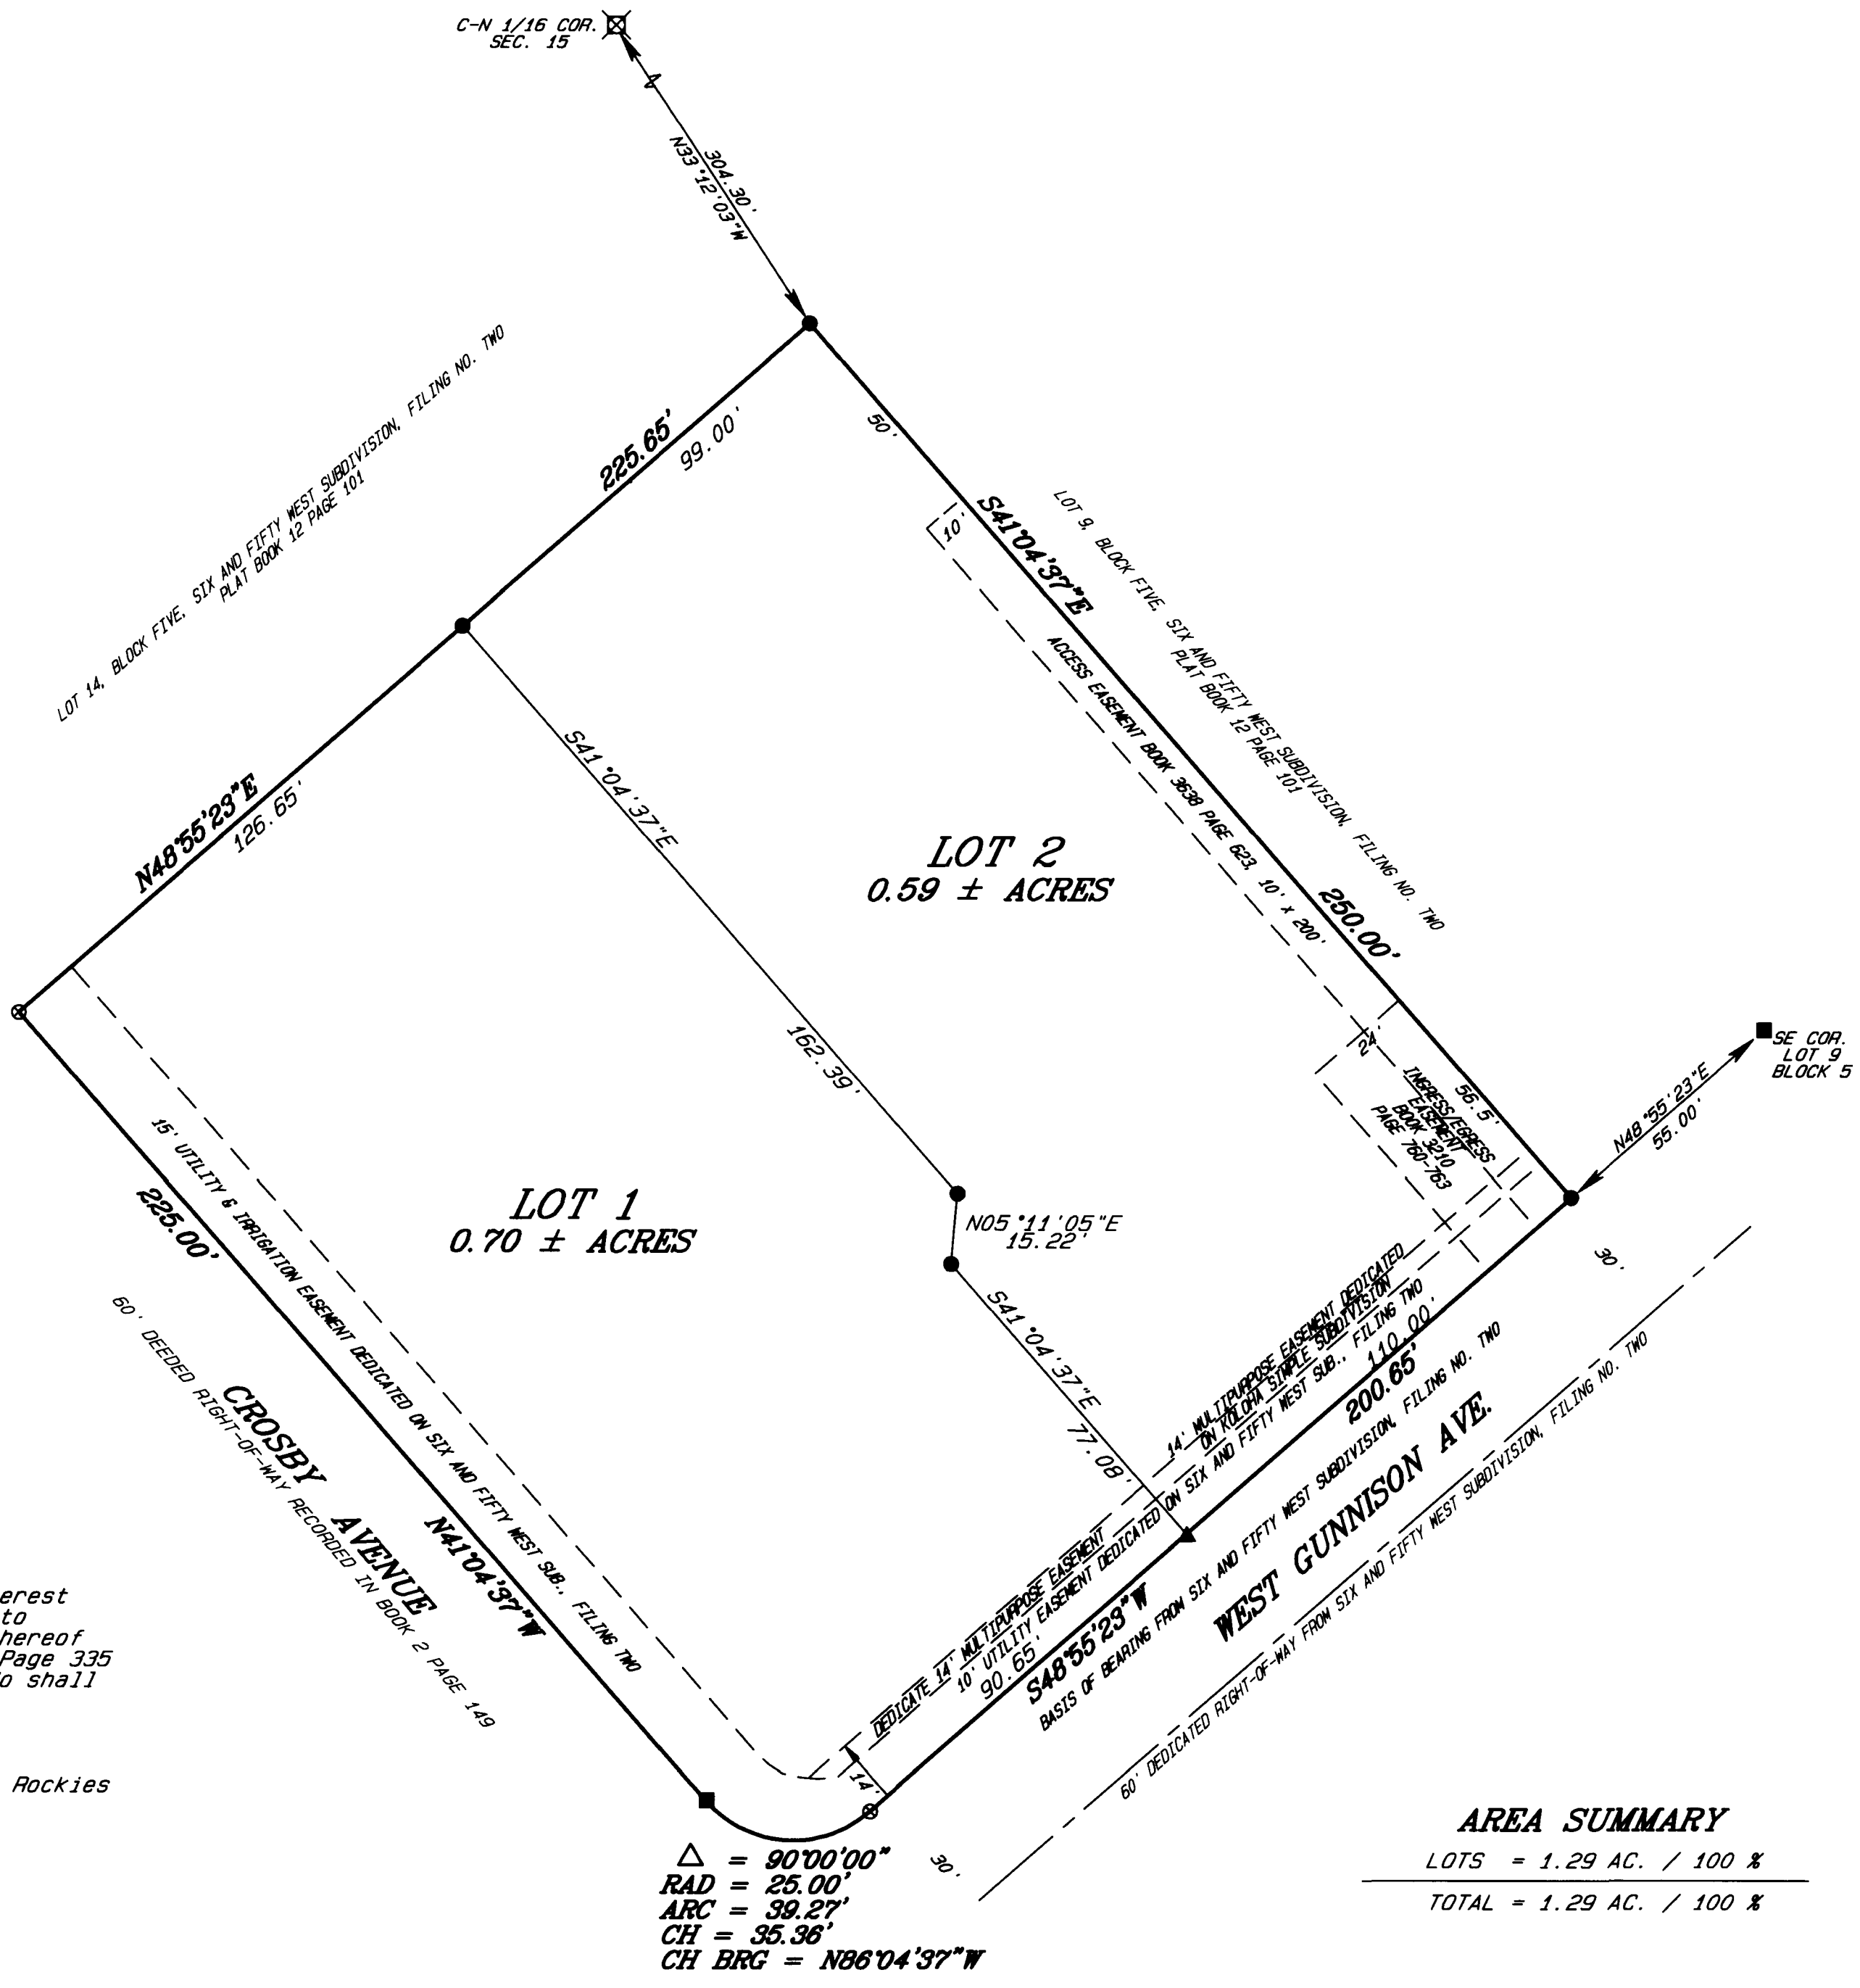 C-N 1/16 COR.
SEC. 15
304.30'
N33°12'03"W
LOT 14, BLOCK FIVE, SIX AND FIFTY WEST SUBDIVISION, FILING NO. TWO
PLAT BOOK 12 PAGE 101
225.65'
99.00'
N48°55'23"E
126.65'
50'
10'
S41°04'37"E
LOT 9, BLOCK FIVE, SIX AND FIFTY WEST SUBDIVISION, FILING NO. TWO
PLAT BOOK 12 PAGE 101
ACCESS EASEMENT BOOK 3638 PAGE 623, 10' x 200'
250.00'
S41°04'37"E
162.39'
LOT 2
0.59 ± ACRES
24'
56.5'
INGRESS/EGRESS
EASEMENT
BOOK 3210
PAGE 760-763
SE COR.
LOT 9
BLOCK 5
N48°55'23"E
55.00'
LOT 1
0.70 ± ACRES
N05°11'05"E
15.22'
S41°04'37"E
77.08'
15' UTILITY & IRRIGATION EASEMENT DEDICATED ON SIX AND FIFTY WEST SUB., FILING TWO
225.00'
N41°04'37"W
CROSBY AVENUE
60' DEEDED RIGHT-OF-WAY RECORDED IN BOOK 2 PAGE 149
14' MULTIPURPOSE EASEMENT DEDICATED
ON KOLOHA SIMPLE SUBDIVISION
DEDICATE 14' MULTIPURPOSE EASEMENT
10' UTILITY EASEMENT DEDICATED ON SIX AND FIFTY WEST SUB., FILING TWO
110.00'
90.65'
200.65'
S48°55'23"W
BASIS OF BEARING FROM SIX AND FIFTY WEST SUBDIVISION, FILING NO. TWO
WEST GUNNISON AVE.
60' DEDICATED RIGHT-OF-WAY FROM SIX AND FIFTY WEST SUBDIVISION, FILING NO. TWO
30'
30'
14'
erest
to
hereof
Page 335
o shall
Rockies
△ = 90°00'00"
RAD = 25.00'
ARC = 39.27'
CH = 35.36'
CH BRG = N86°04'37"W
AREA SUMMARY
LOTS = 1.29 AC. / 100 %
TOTAL = 1.29 AC. / 100 %